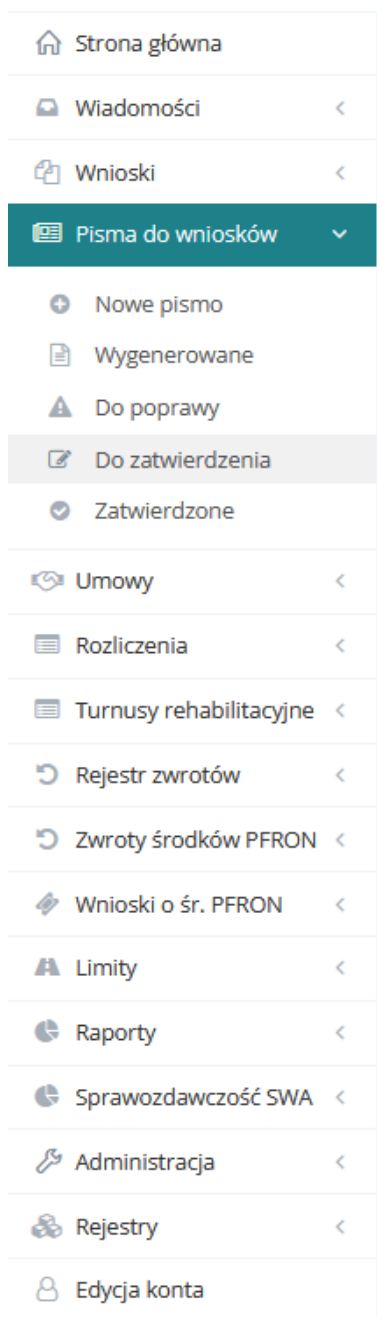 Strona główna
Wiadomości
Wnioski
Pisma do wniosków
Nowe pismo
Wygenerowane
Do poprawy
Do zatwierdzenia
Zatwierdzone
Umowy
Rozliczenia
Turnusy rehabilitacyjne
Rejestr zwrotów
Zwroty środków PFRON
Wnioski o śr. PFRON
Limity
Raporty
Sprawozdawczość SWA
Administracja
Rejestry
Edycja konta